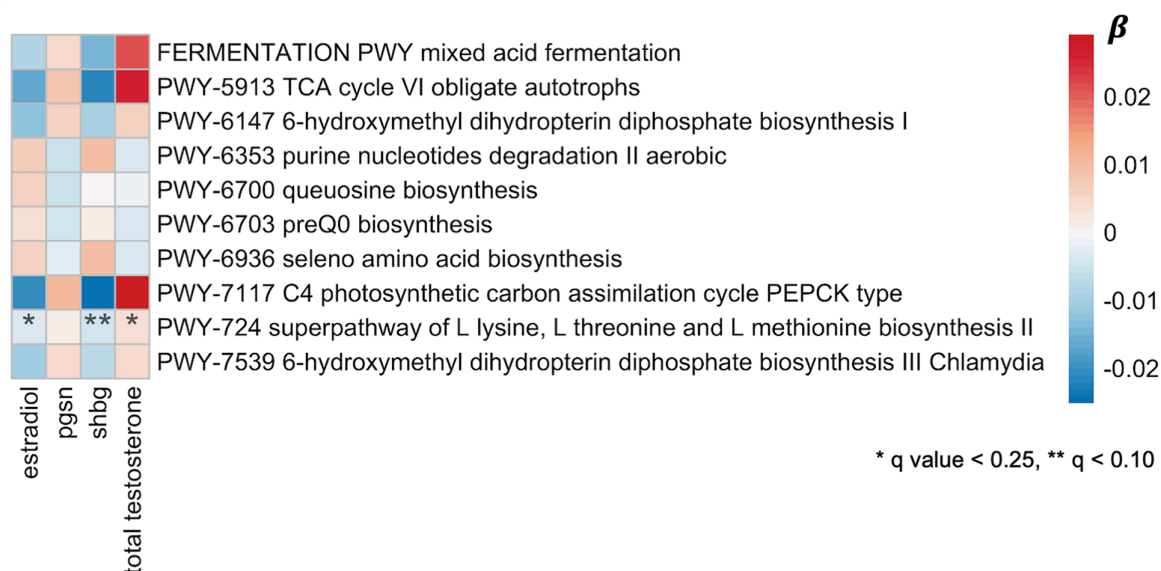 β
FERMENTATION PWY mixed acid fermentation
PWY-5913 TCA cycle VI obligate autotrophs
0.02
PWY-6147 6-hydroxymethyl dihydropterin diphosphate biosynthesis I
PWY-6353 purine nucleotides degradation II aerobic
0.01
PWY-6700 queuosine biosynthesis
PWY-6703 preQ0 biosynthesis
0
PWY-6936 seleno amino acid biosynthesis
PWY-7117 C4 photosynthetic carbon assimilation cycle PEPCK type
-0.01
* ** * PWY-724 superpathway of L lysine, L threonine and L methionine biosynthesis II
PWY-7539 6-hydroxymethyl dihydropterin diphosphate biosynthesis III Chlamydia
-0.02
estradiol
pgsn
shbg
total testosterone
* q value < 0.25, ** q < 0.10